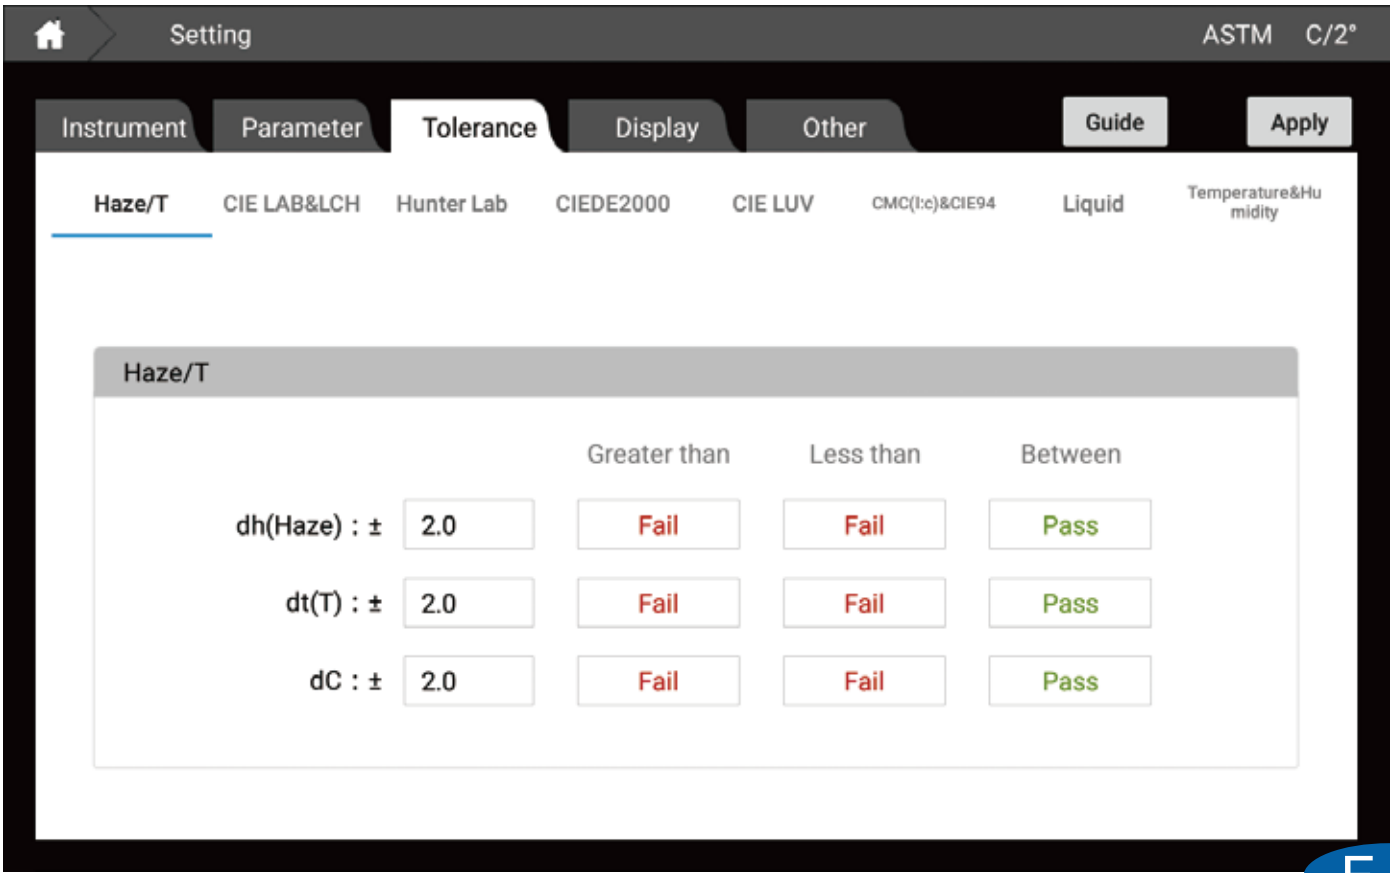 Setting ASTM C/2°
Instrument Parameter Tolerance Display Other Guide Apply
Haze/T CIE LAB&LCH Hunter Lab CIEDE2000 CIE LUV CMC(l:c)&CIE94 Liquid Temperature&Hu
midity
Haze/T
Greater than Less than Between
dh(Haze) : ± 2.0 Fail Fail Pass
dt(T) : ± 2.0 Fail Fail Pass
dC : ± 2.0 Fail Fail Pass